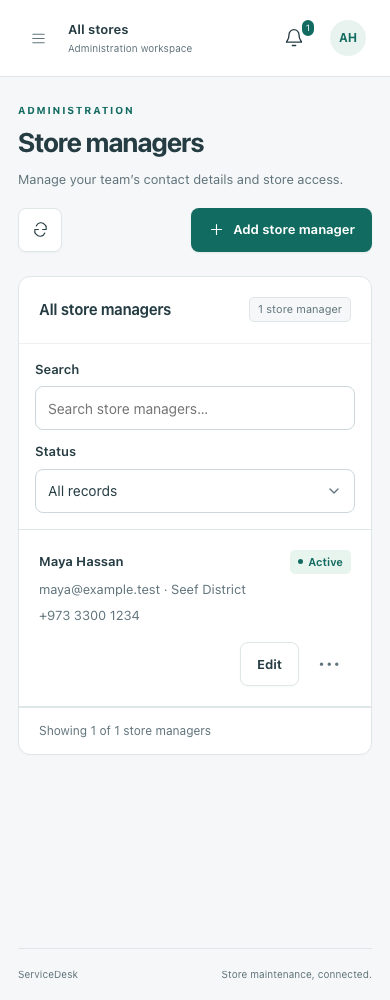 All stores
Administration workspace
1
AH
ADMINISTRATION
Store managers
Manage your team's contact details and store access.
Add store manager
All store managers
1 store manager
Search
Search store managers...
Status
All records
Maya Hassan
Active
maya@example.test · Seef District
+973 3300 1234
Edit
Showing 1 of 1 store managers
ServiceDesk
Store maintenance, connected.